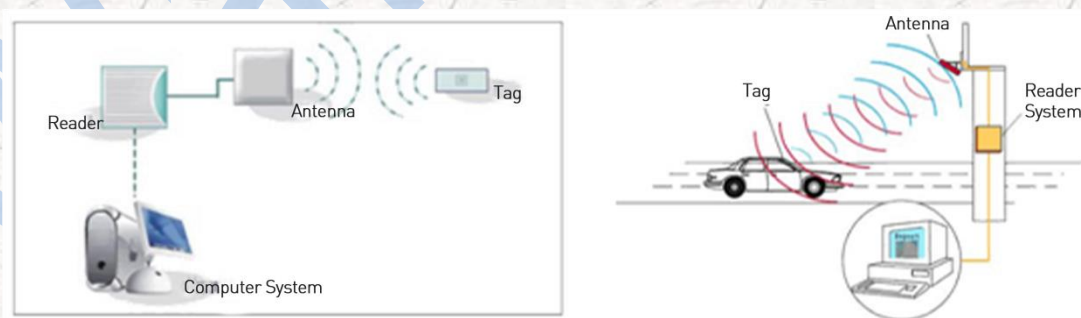 Reader
Antenna
Tag
Computer System
Antenna
Tag
Reader
System